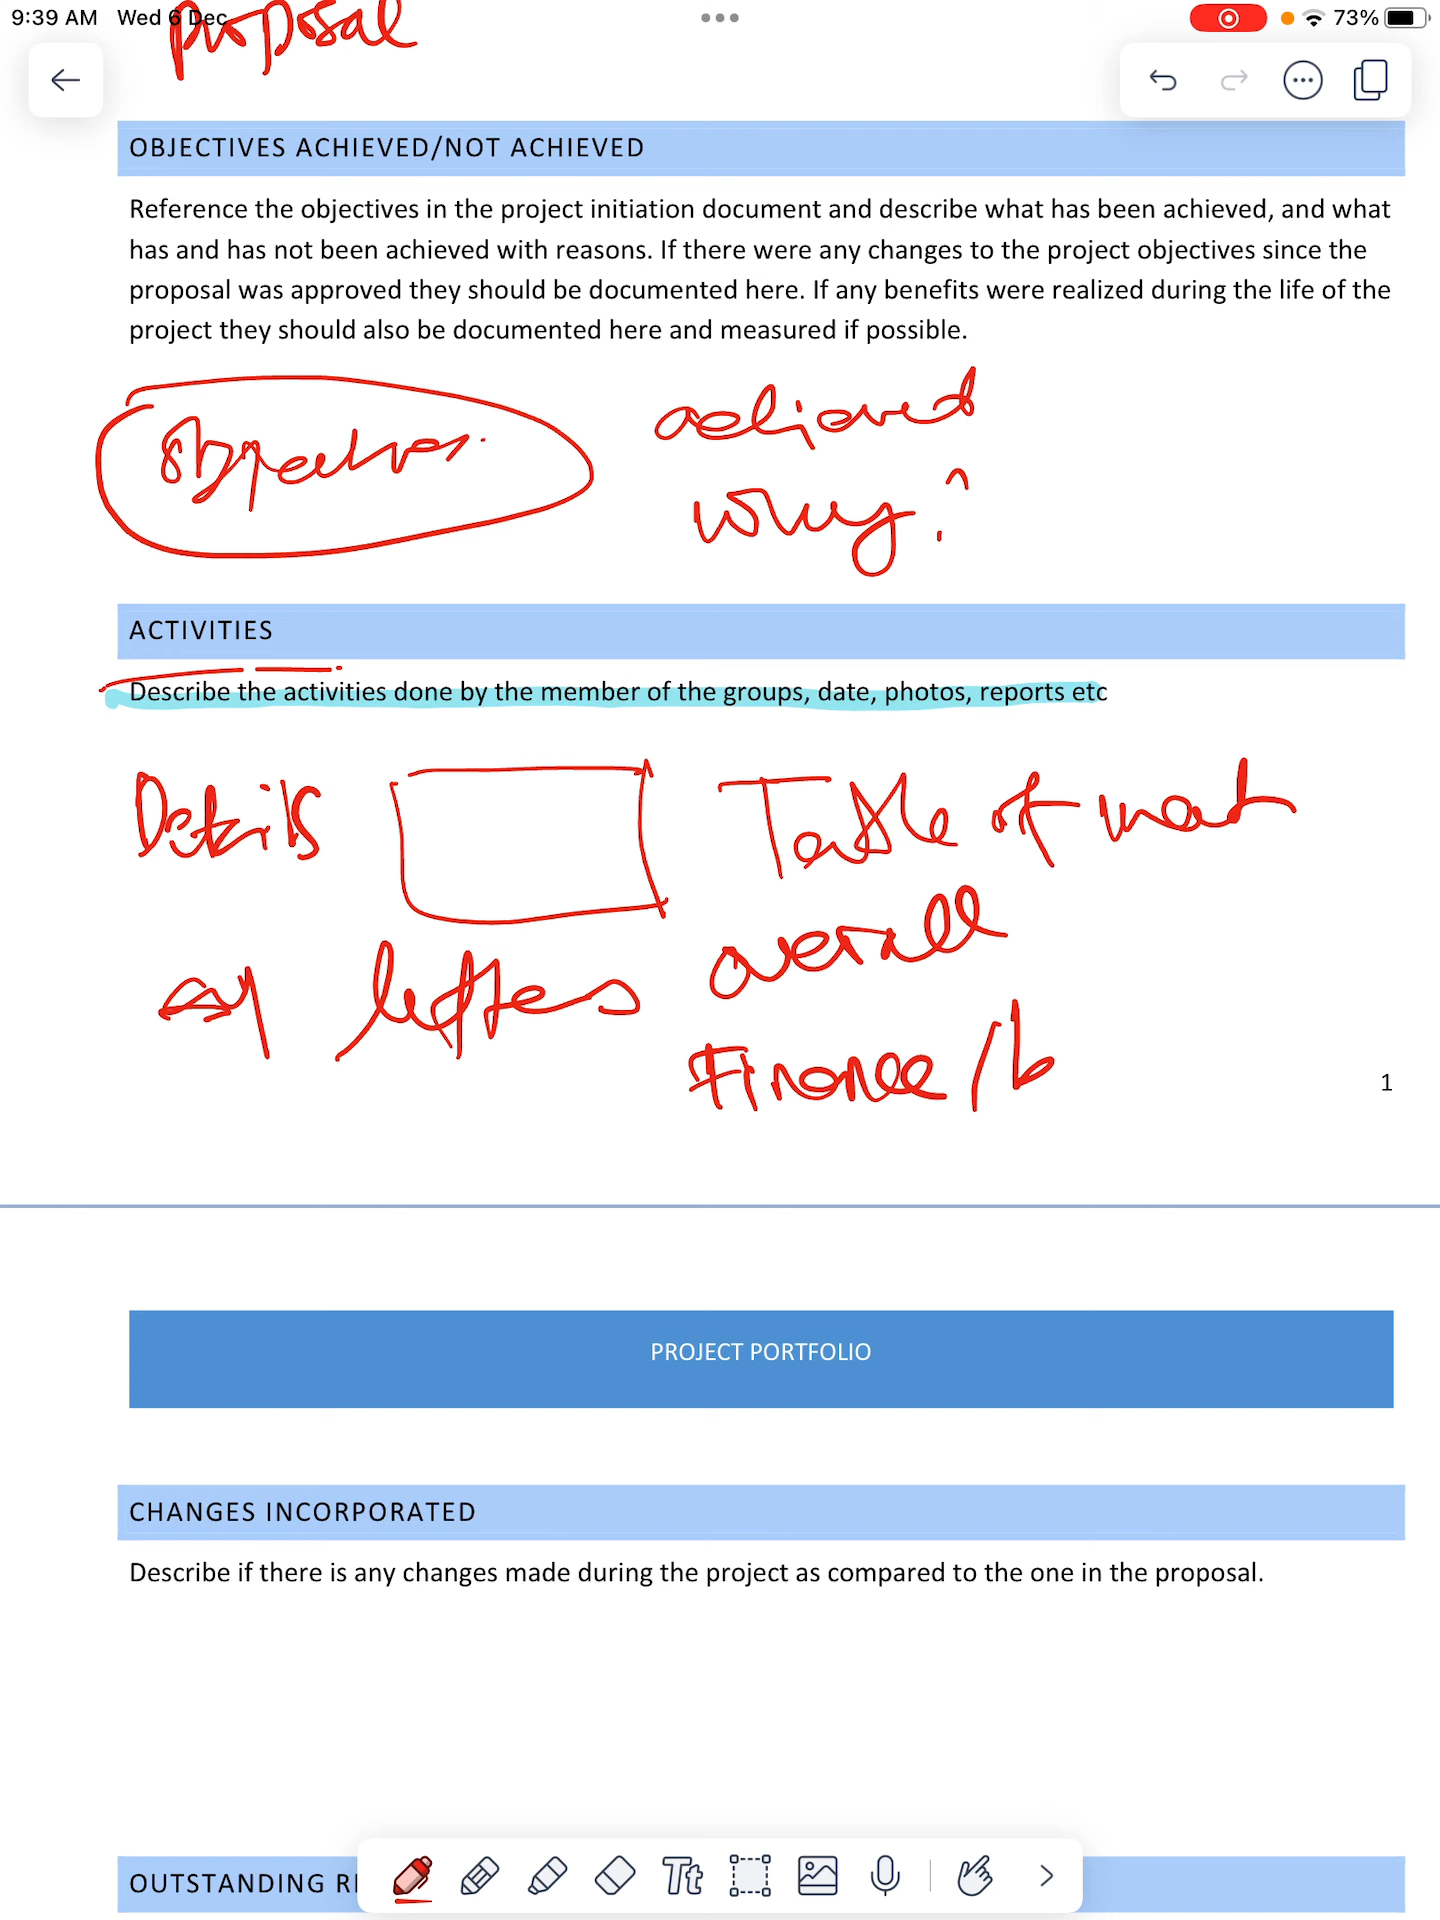 9:39 AM Wed 6 Dec 73%
proposal
OBJECTIVES ACHIEVED/NOT ACHIEVED
Reference the objectives in the project initiation document and describe what has been achieved, and what
has and has not been achieved with reasons. If there were any changes to the project objectives since the
proposal was approved they should be documented here. If any benefits were realized during the life of the
project they should also be documented here and measured if possible.
Objectives achieved
why?
ACTIVITIES
Describe the activities done by the member of the groups, date, photos, reports etc
Details Table of
letters overall
Finance / b
1
PROJECT PORTFOLIO
CHANGES INCORPORATED
Describe if there is any changes made during the project as compared to the one in the proposal.
OUTSTANDING
Tt